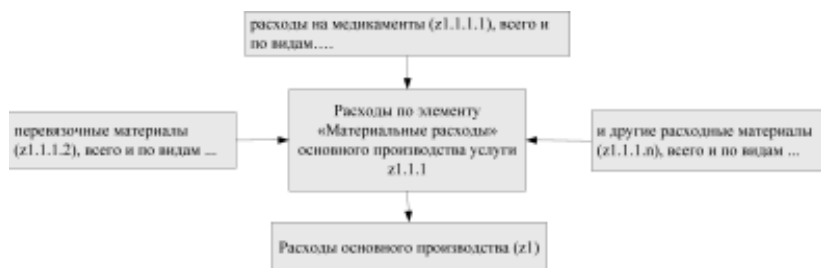 расходы на медикаменты (z1.1.1.1), всего и
по видам….
перевязочные материалы
(z1.1.1.2), всего и по видам ...
Расходы по элементу
«Материальные расходы»
основного производства услуги
z1.1.1
и другие расходные материалы
(z1.1.1.n), всего и по видам ...
Расходы основного производства (z1)